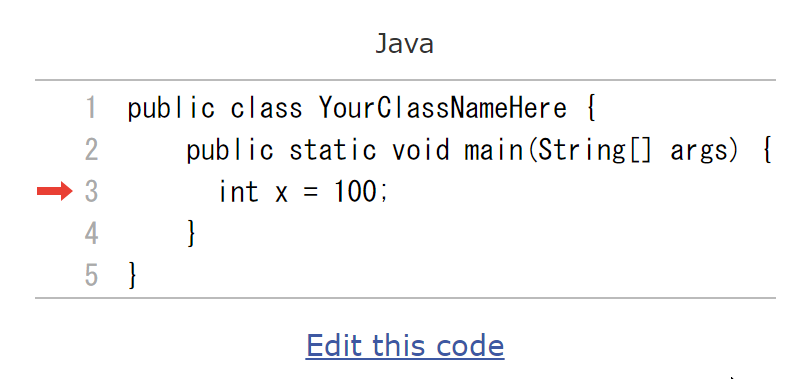 Java
1 public class YourClassNameHere {
2     public static void main(String[] args) {
3       int x = 100;
4     }
5 }
Edit this code